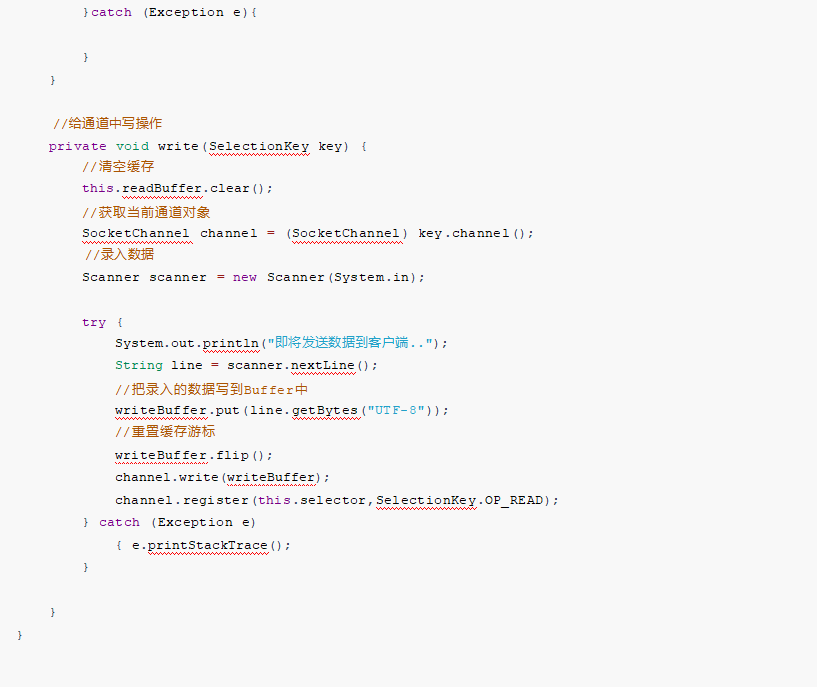 }catch (Exception e){
}
}
//给通道中写操作
private void write(SelectionKey key) {
//清空缓存
this.readBuffer.clear();
//获取当前通道对象
SocketChannel channel = (SocketChannel) key.channel();
//录入数据
Scanner scanner = new Scanner(System.in);
try {
System.out.println("即将发送数据到客户端..");
String line = scanner.nextLine();
//把录入的数据写到Buffer中
writeBuffer.put(line.getBytes("UTF-8"));
//重置缓存游标
writeBuffer.flip();
channel.write(writeBuffer);
channel.register(this.selector,SelectionKey.OP_READ);
} catch (Exception e)
{ e.printStackTrace();
}
}
}